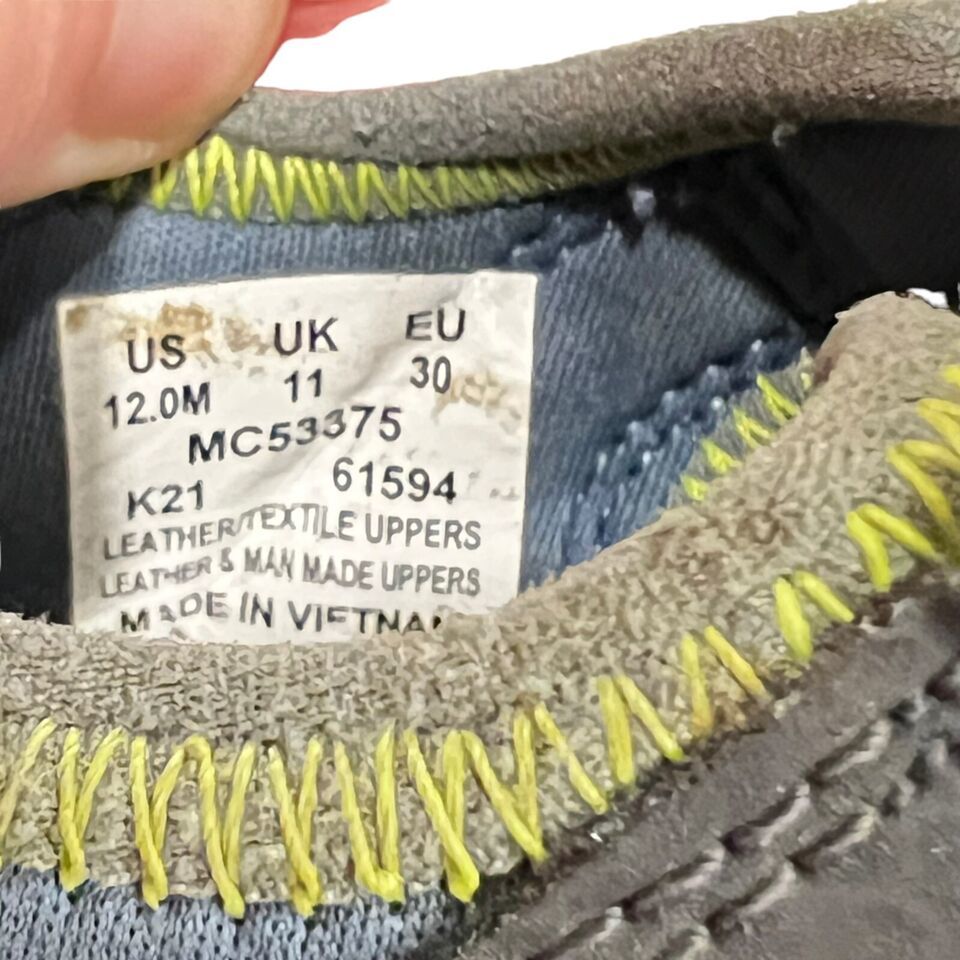 US UK EU
12.0M 11 30
MC53375
K21 61594
LEATHER/TEXTILE UPPERS
LEATHER & MAN MADE UPPERS
MADE IN VIETNAM